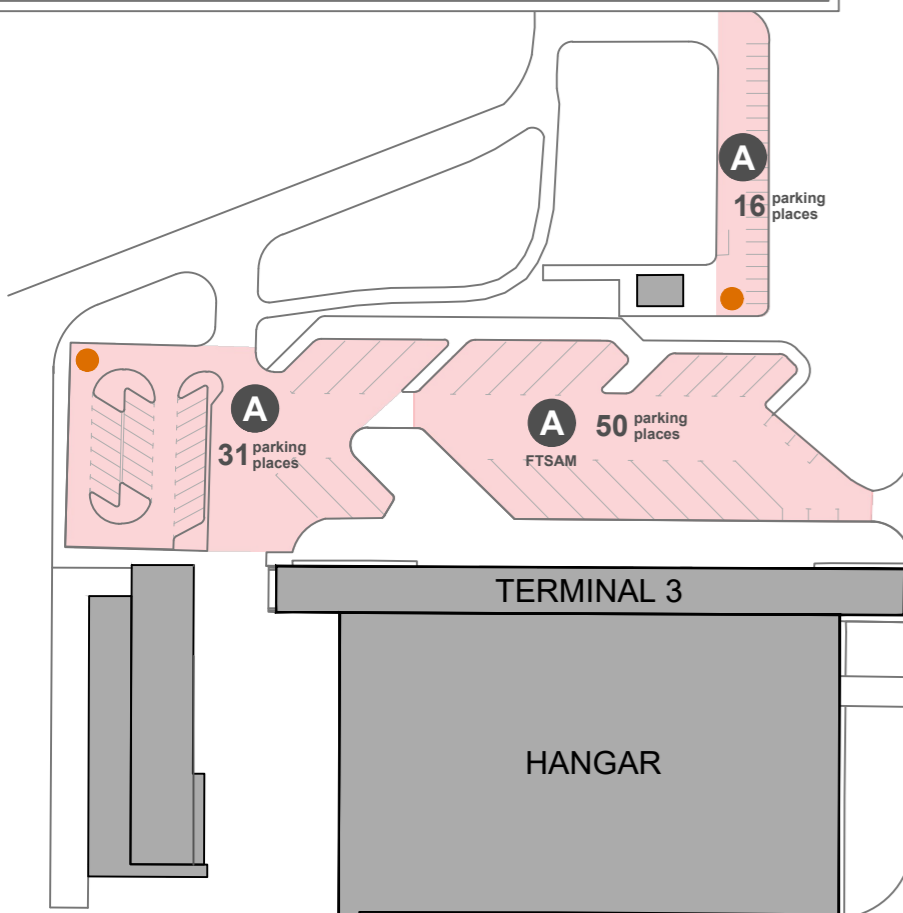 A
16 parking
places
A
31 parking
places
A
FTSAM
50 parking
places
TERMINAL 3
HANGAR